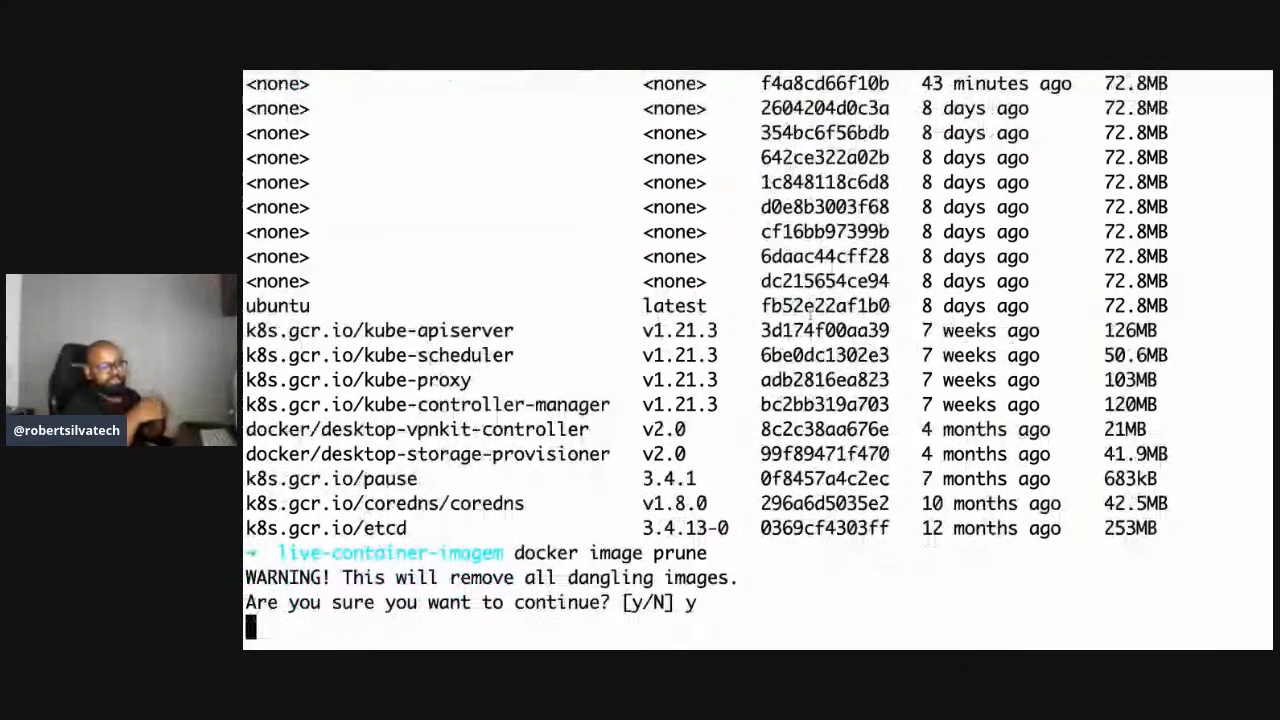 <none> <none> f4a8cd66f10b 43 minutes ago 72.8MB
<none> <none> 2604204d0c3a 8 days ago 72.8MB
<none> <none> 354bc6f56bdb 8 days ago 72.8MB
<none> <none> 642ce322a02b 8 days ago 72.8MB
<none> <none> 1c848118c6d8 8 days ago 72.8MB
<none> <none> d0e8b3003f68 8 days ago 72.8MB
<none> <none> cf16bb97399b 8 days ago 72.8MB
<none> <none> 6daac44cff28 8 days ago 72.8MB
<none> <none> dc215654ce94 8 days ago 72.8MB
ubuntu latest fb52e22af1b0 8 days ago 72.8MB
k8s.gcr.io/kube-apiserver v1.21.3 3d174f00aa39 7 weeks ago 126MB
k8s.gcr.io/kube-scheduler v1.21.3 6be0dc1302e3 7 weeks ago 50.6MB
k8s.gcr.io/kube-proxy v1.21.3 adb2816ea823 7 weeks ago 103MB
k8s.gcr.io/kube-controller-manager v1.21.3 bc2bb319a703 7 weeks ago 120MB
docker/desktop-vpnkit-controller v2.0 8c2c38aa676e 4 months ago 21MB
docker/desktop-storage-provisioner v2.0 99f89471f470 4 months ago 41.9MB
k8s.gcr.io/pause 3.4.1 0f8457a4c2ec 7 months ago 683kB
k8s.gcr.io/coredns/coredns v1.8.0 296a6d5035e2 10 months ago 42.5MB
k8s.gcr.io/etcd 3.4.13-0 0369cf4303ff 12 months ago 253MB
→ live-container-imagem docker image prune
WARNING! This will remove all dangling images.
Are you sure you want to continue? [y/N] y
@robertsilvatech